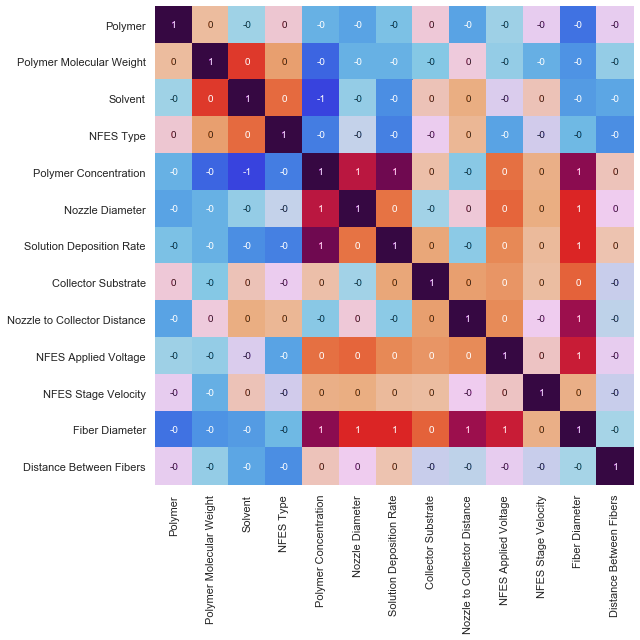 Polymer 1 0 -0 0 -0 -0 -0 0 -0 -0 -0 -0 -0
Polymer Molecular Weight 0 1 0 0 -0 -0 -0 -0 0 -0 -0 -0 -0
Solvent -0 0 1 0 -1 -0 -0 0 0 -0 0 -0 -0
NFES Type 0 0 0 1 -0 -0 -0 -0 0 -0 -0 -0 -0
Polymer Concentration -0 -0 -1 -0 1 1 1 0 -0 0 0 1 0
Nozzle Diameter -0 -0 -0 -0 1 1 0 -0 0 0 0 1 0
Solution Deposition Rate -0 -0 -0 -0 1 0 1 0 -0 0 0 1 0
Collector Substrate 0 -0 0 -0 0 -0 0 1 0 0 0 0 -0
Nozzle to Collector Distance -0 0 0 0 -0 0 -0 0 1 0 -0 1 -0
NFES Applied Voltage -0 -0 -0 -0 0 0 0 0 0 1 0 1 -0
NFES Stage Velocity -0 -0 0 -0 0 0 0 0 -0 0 1 0 -0
Fiber Diameter -0 -0 -0 -0 1 1 1 0 1 1 0 1 -0
Distance Between Fibers -0 -0 -0 -0 0 0 0 -0 -0 -0 -0 -0 1
Polymer
Polymer Molecular Weight
Solvent
NFES Type
Polymer Concentration
Nozzle Diameter
Solution Deposition Rate
Collector Substrate
Nozzle to Collector Distance
NFES Applied Voltage
NFES Stage Velocity
Fiber Diameter
Distance Between Fibers